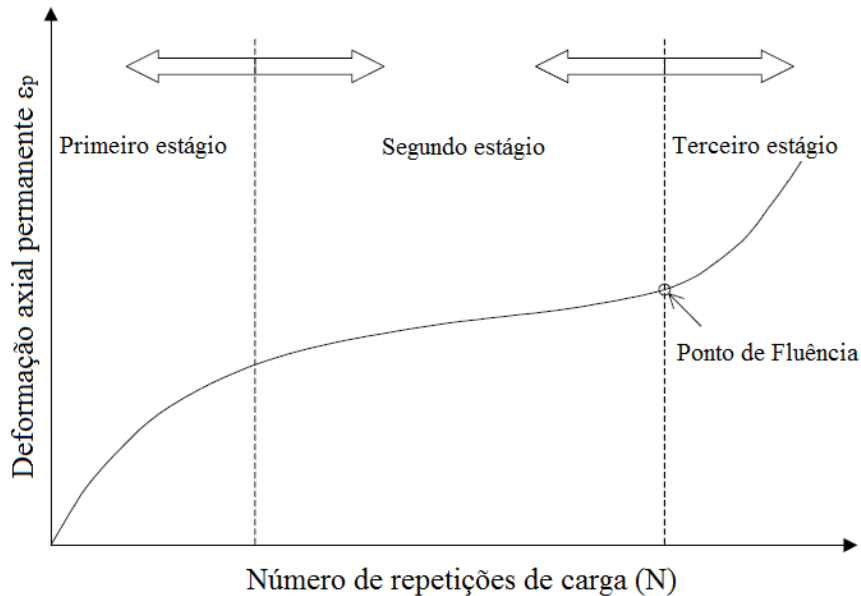 Primeiro estágio
Segundo estágio
Terceiro estágio
Ponto de Fluência
Deformação axial permanente εp
Número de repetições de carga (N)